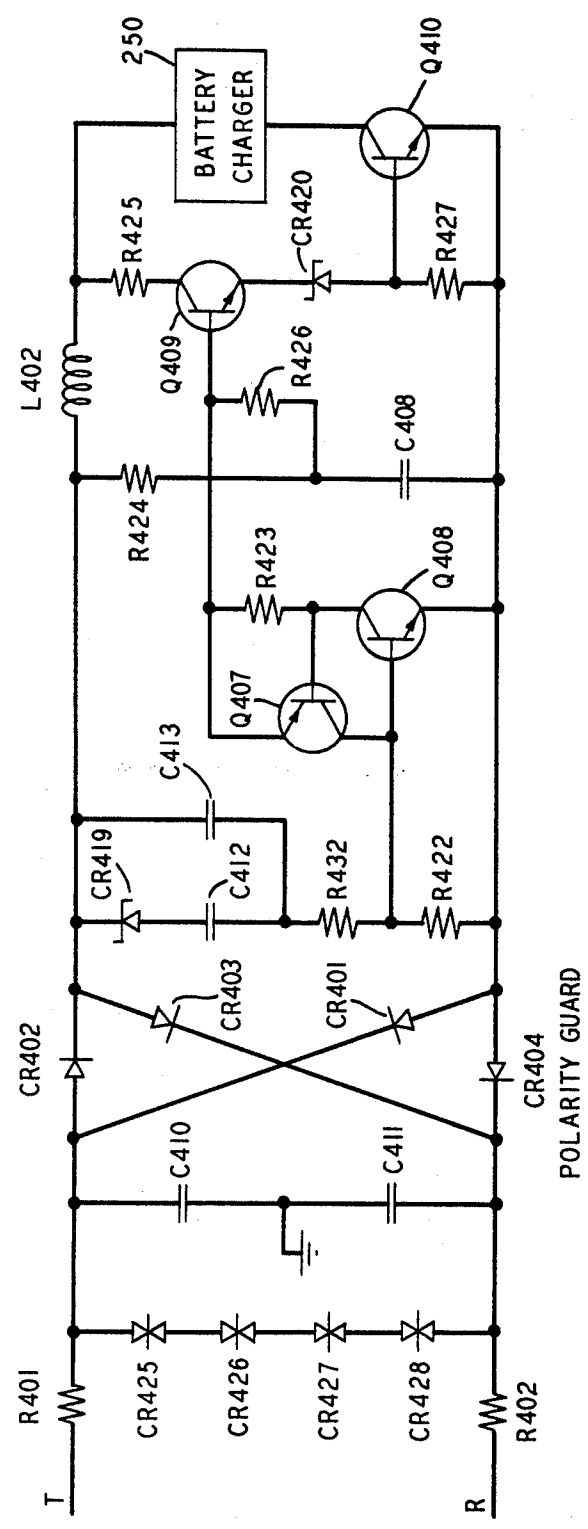 T
R401
CR425
CR426
CR427
CR428
R
R402
C410
C411
CR402
CR403
CR401
CR404
POLARITY GUARD
CR419
C413
C412
R432
R422
Q407
R423
Q408
R424
L402
Q409
R426
C408
R425
CR420
R427
250
BATTERY
CHARGER
Q410